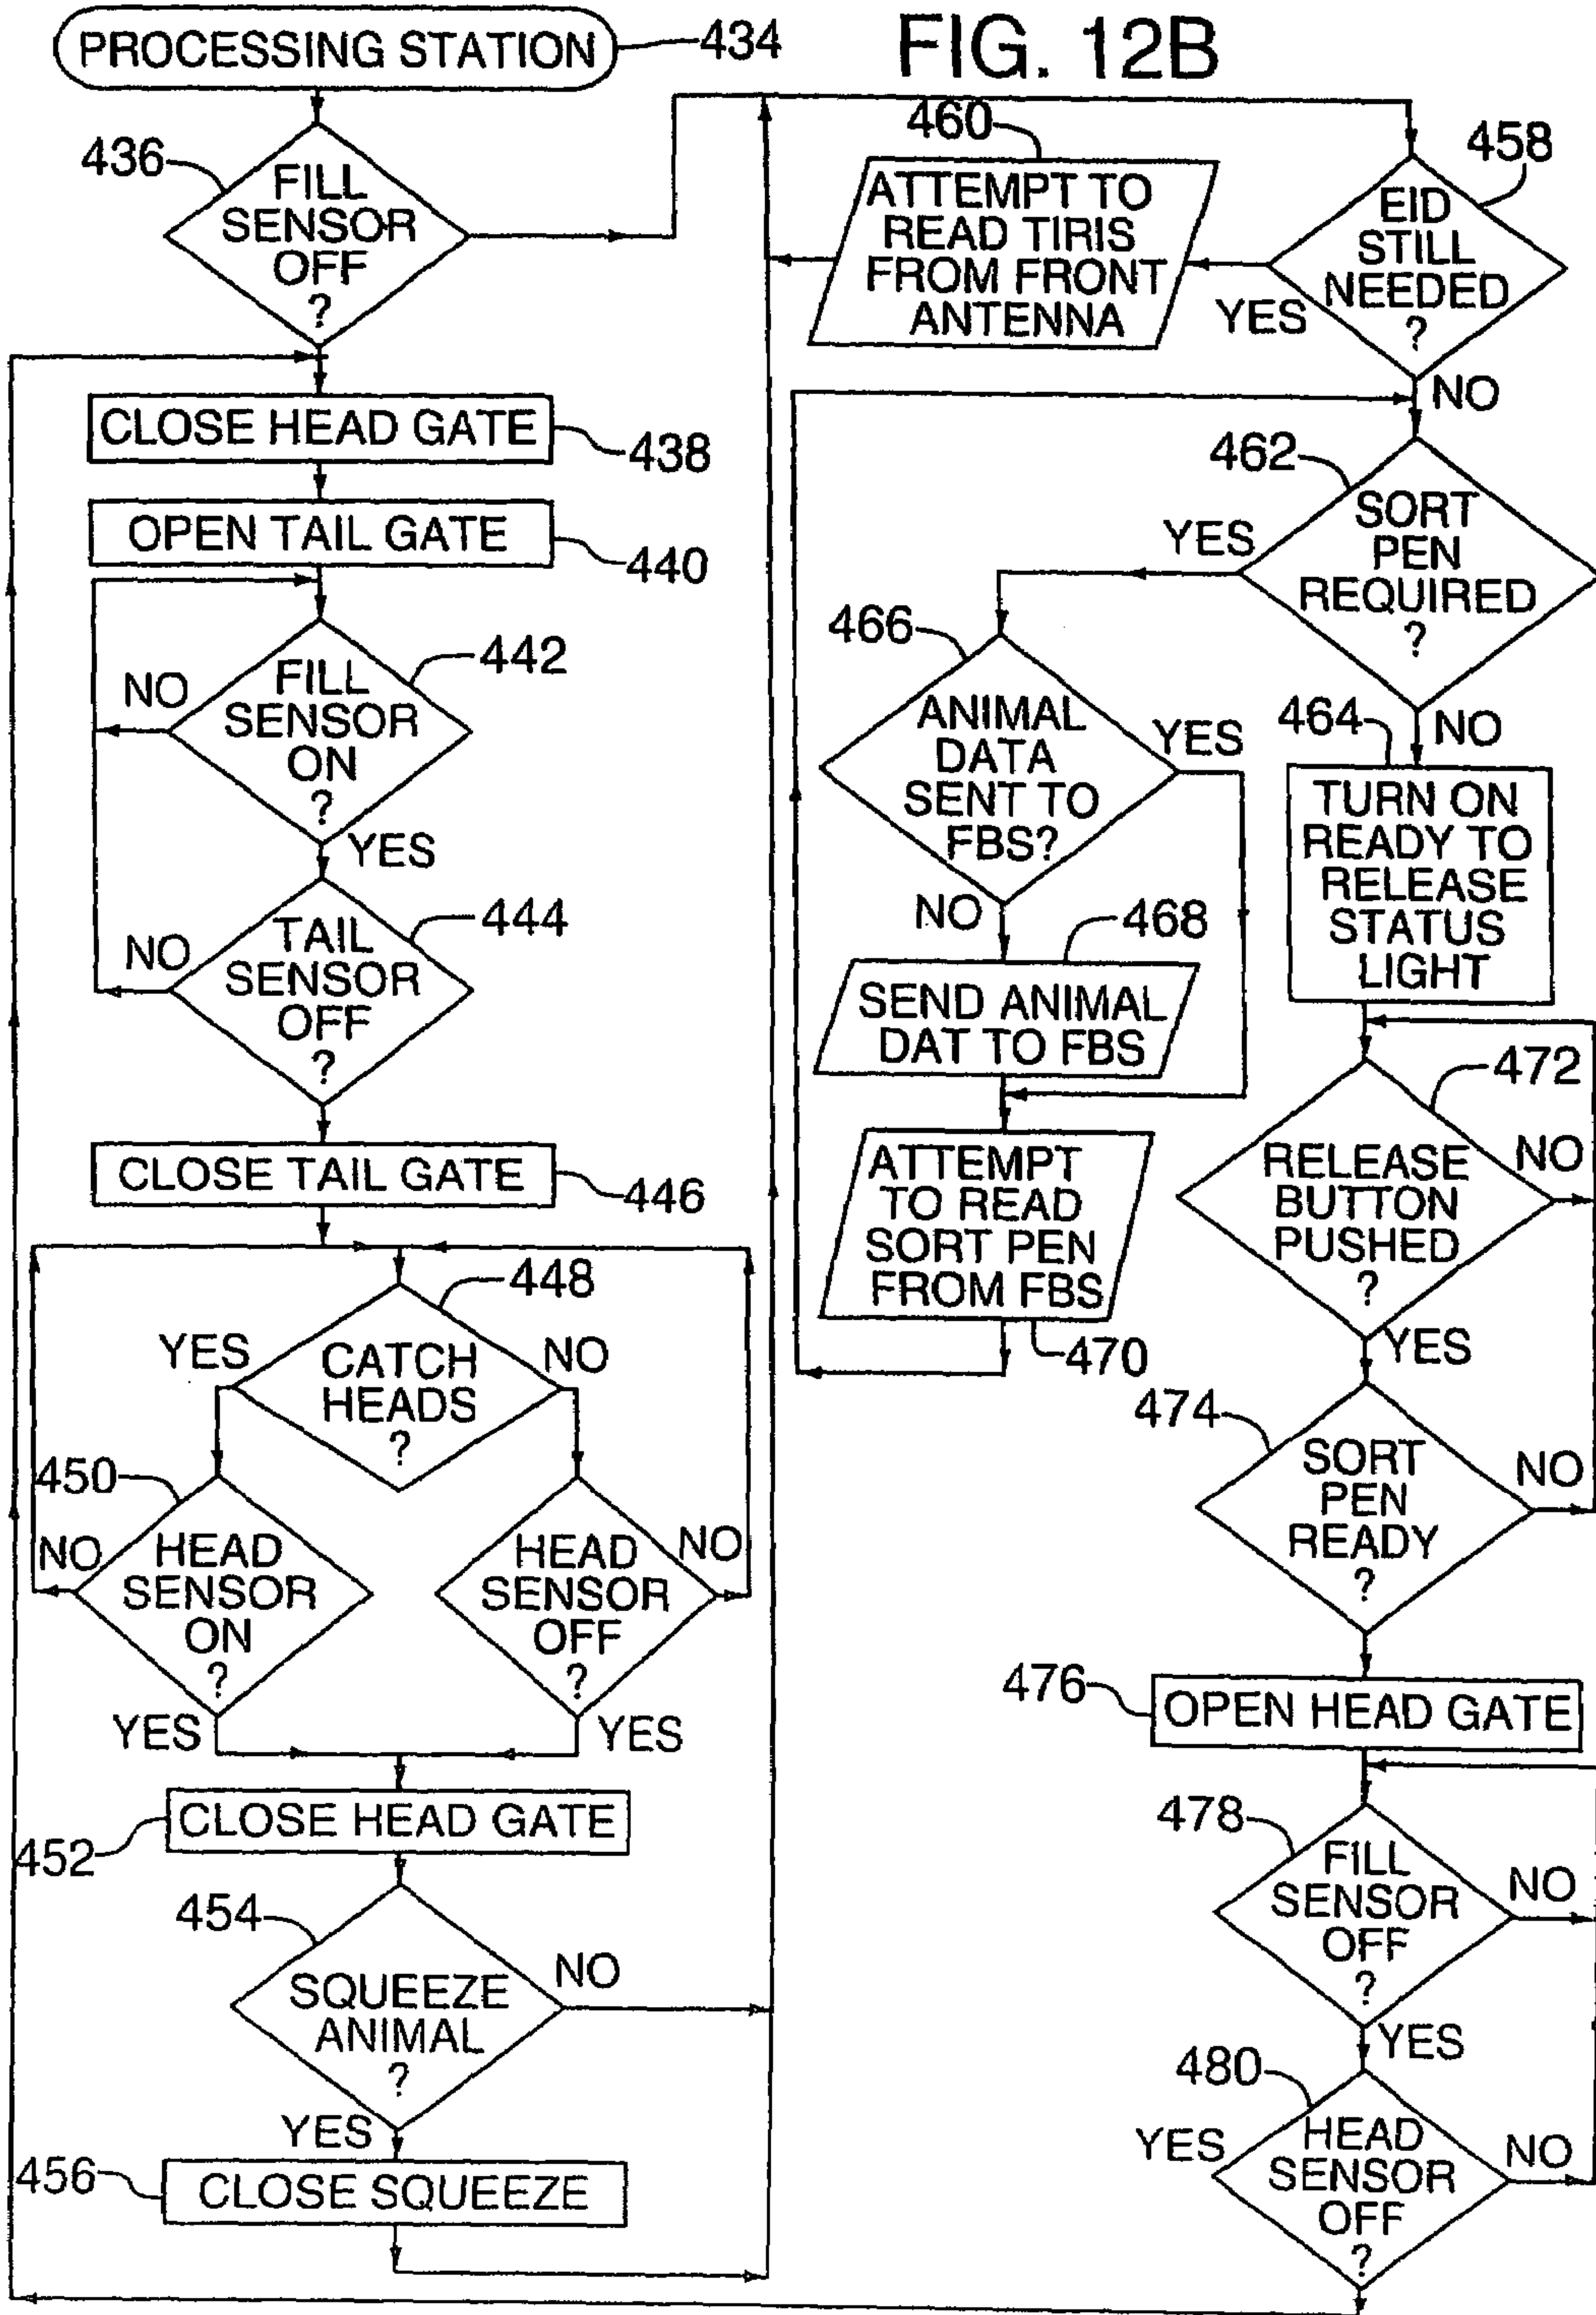 FIG. 12B
PROCESSING STATION
434
436
FILL
SENSOR
OFF
?
CLOSE HEAD GATE
438
OPEN TAIL GATE
440
442
FILL
SENSOR
ON
?
NO
YES
444
TAIL
SENSOR
OFF
?
NO
CLOSE TAIL GATE
446
448
YES
CATCH
HEADS
?
NO
450
NO
HEAD
SENSOR
ON
?
YES
HEAD
SENSOR
OFF
?
NO
YES
CLOSE HEAD GATE
452
454
SQUEEZE
ANIMAL
?
NO
YES
456
CLOSE SQUEEZE
460
ATTEMPT TO
READ TIRIS
FROM FRONT
ANTENNA
458
EID
STILL
NEEDED
?
YES
NO
462
SORT
PEN
REQUIRED
?
YES
NO
466
ANIMAL
DATA
SENT TO
FBS?
YES
NO
468
SEND ANIMAL
DAT TO FBS
ATTEMPT
TO READ
SORT PEN
FROM FBS
470
464
TURN ON
READY TO
RELEASE
STATUS
LIGHT
472
RELEASE
BUTTON
PUSHED
?
NO
YES
474
SORT
PEN
READY
?
NO
476
OPEN HEAD GATE
478
FILL
SENSOR
OFF
?
NO
YES
480
YES
HEAD
SENSOR
OFF
?
NO